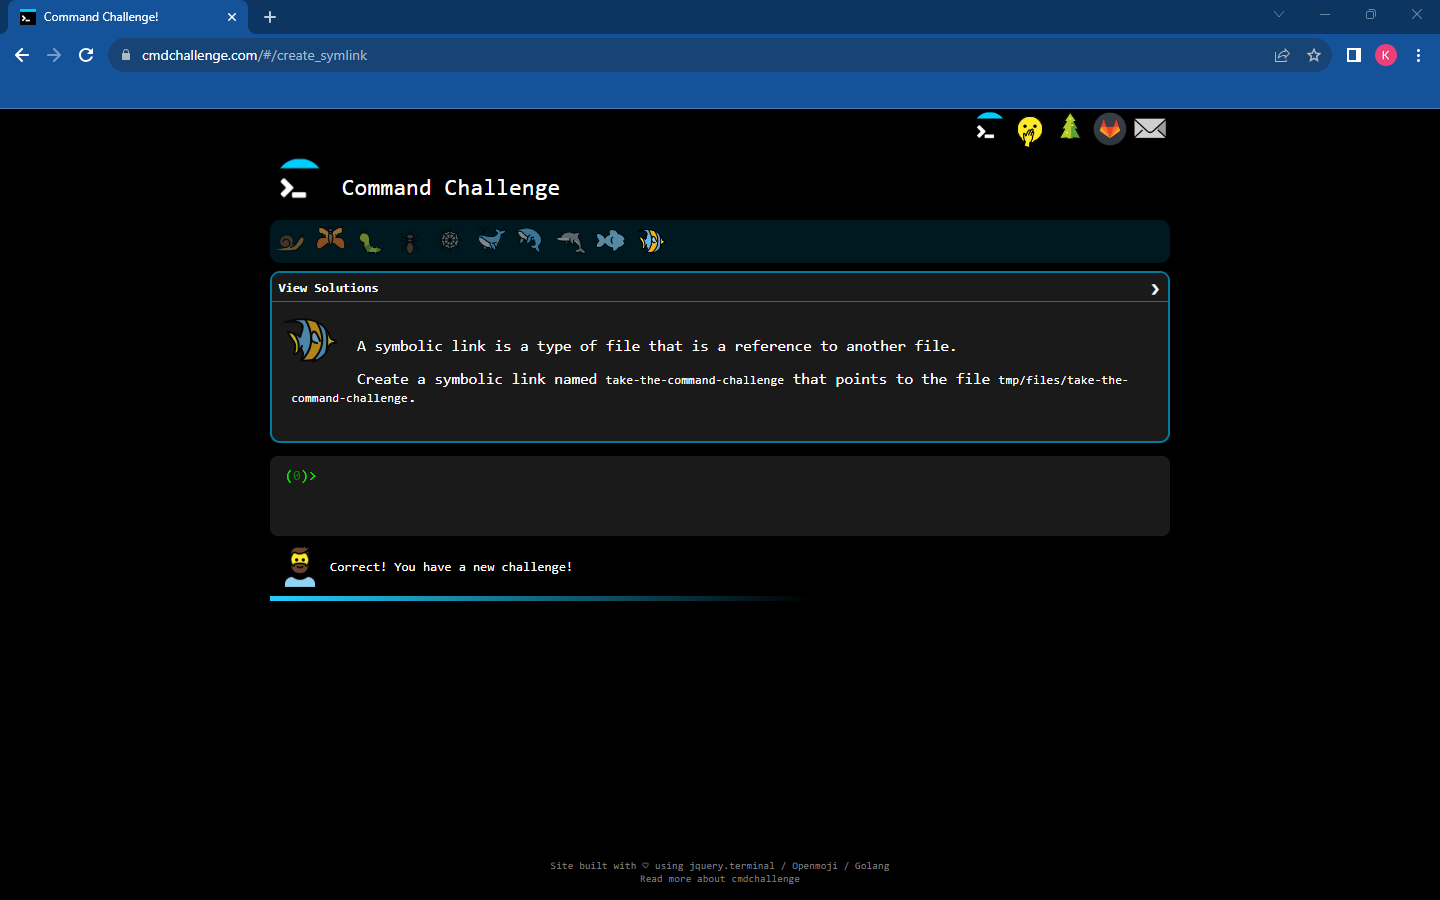 Command Challenge!
cmdchallenge.com/#/create_symlink
K
Command Challenge
View Solutions
A symbolic link is a type of file that is a reference to another file.
Create a symbolic link named take-the-command-challenge that points to the file tmp/files/take-the-
command-challenge.
(0)>
Correct! You have a new challenge!
Site built with ♡ using jquery.terminal / Openmoji / Golang
Read more about cmdchallenge